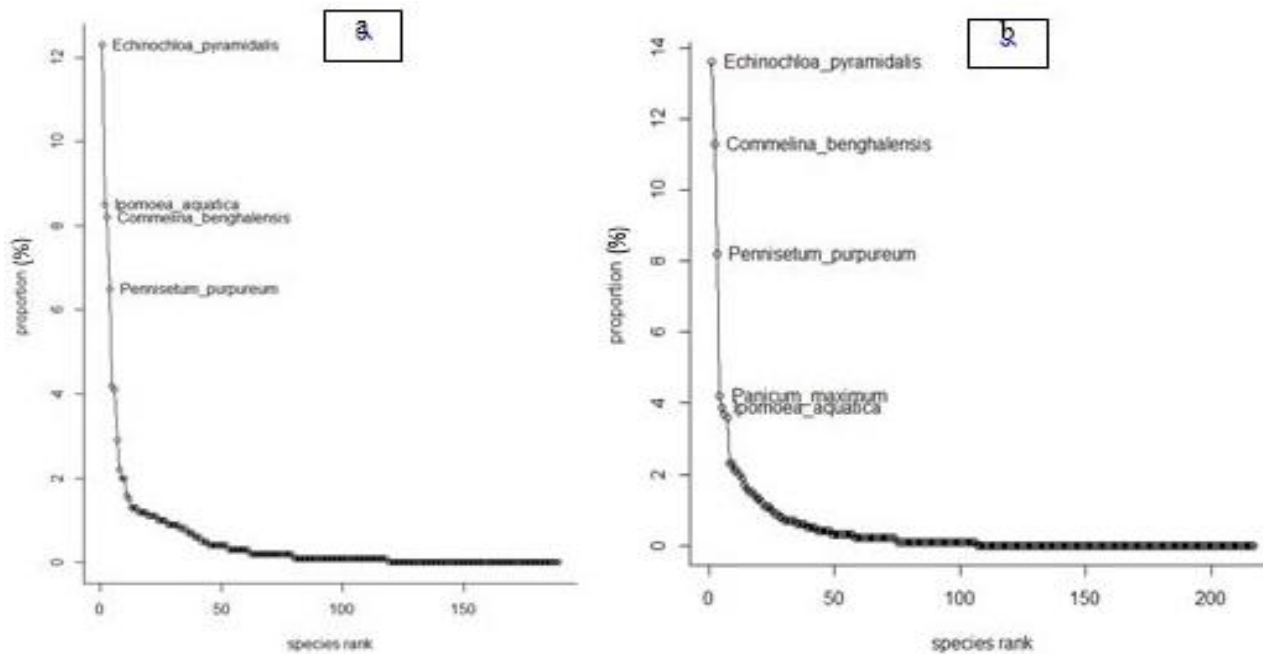 a
Echinochloa_pyramidalis
Ipomoea_aquatica
Commelina_benghalensis
Pennisetum_purpureum
proportion (%)
0
2
4
6
8
10
12
0
50
100
150
species rank
b
Echinochloa_pyramidalis
Commelina_benghalensis
Pennisetum_purpureum
Panicum_maximum
Ipomoea_aquatica
proportion (%)
0
2
4
6
8
10
12
14
0
50
100
150
200
species rank